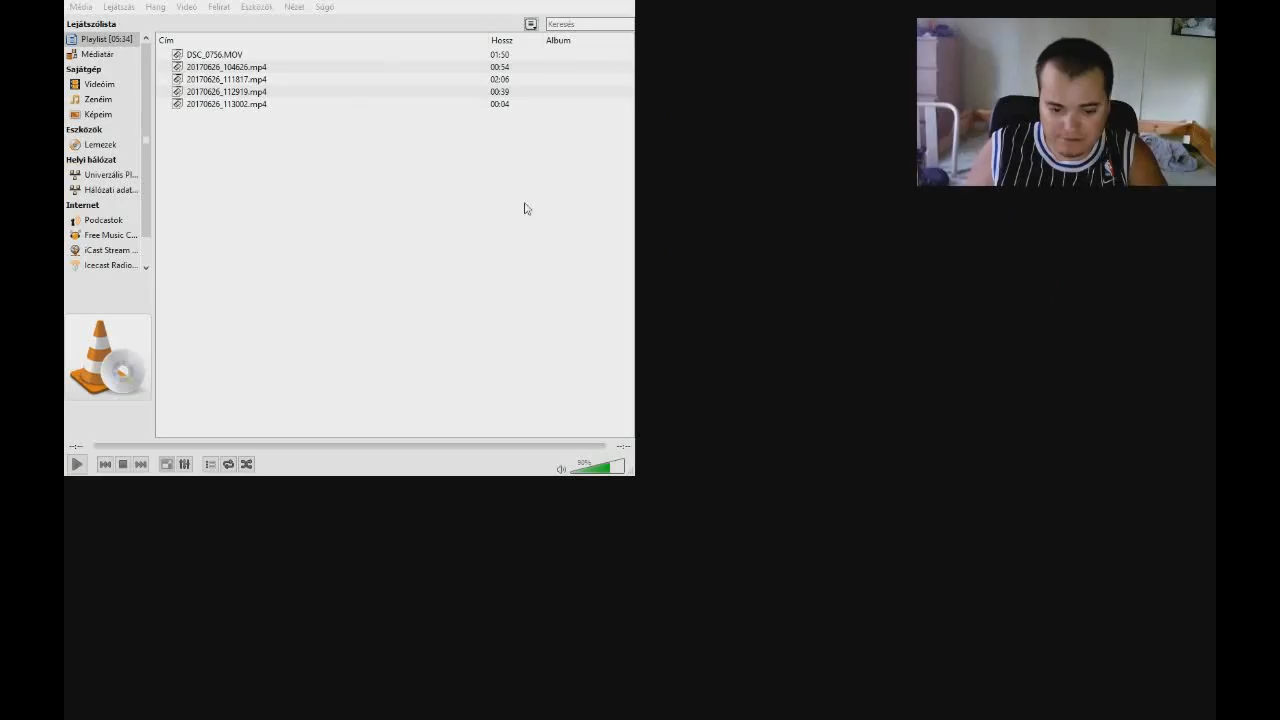 Média Lejátszás Hang Videó Felirat Eszközök Nézet Súgó
Lejátszólista
Keresés
Playlist [05:34]
Médiatár
Sajátgép
Videóim
Zenéim
Képeim
Eszközök
Lemezek
Helyi hálózat
Univerzális Pl...
Hálózati adat...
Internet
Podcastok
Free Music C...
iCast Stream ...
Icecast Radio...
Cím Hossz Album
DSC_0756.MOV 01:50
20170626_104626.mp4 00:54
20170626_111817.mp4 02:06
20170626_112919.mp4 00:39
20170626_113002.mp4 00:04
--:-- --:--
90%